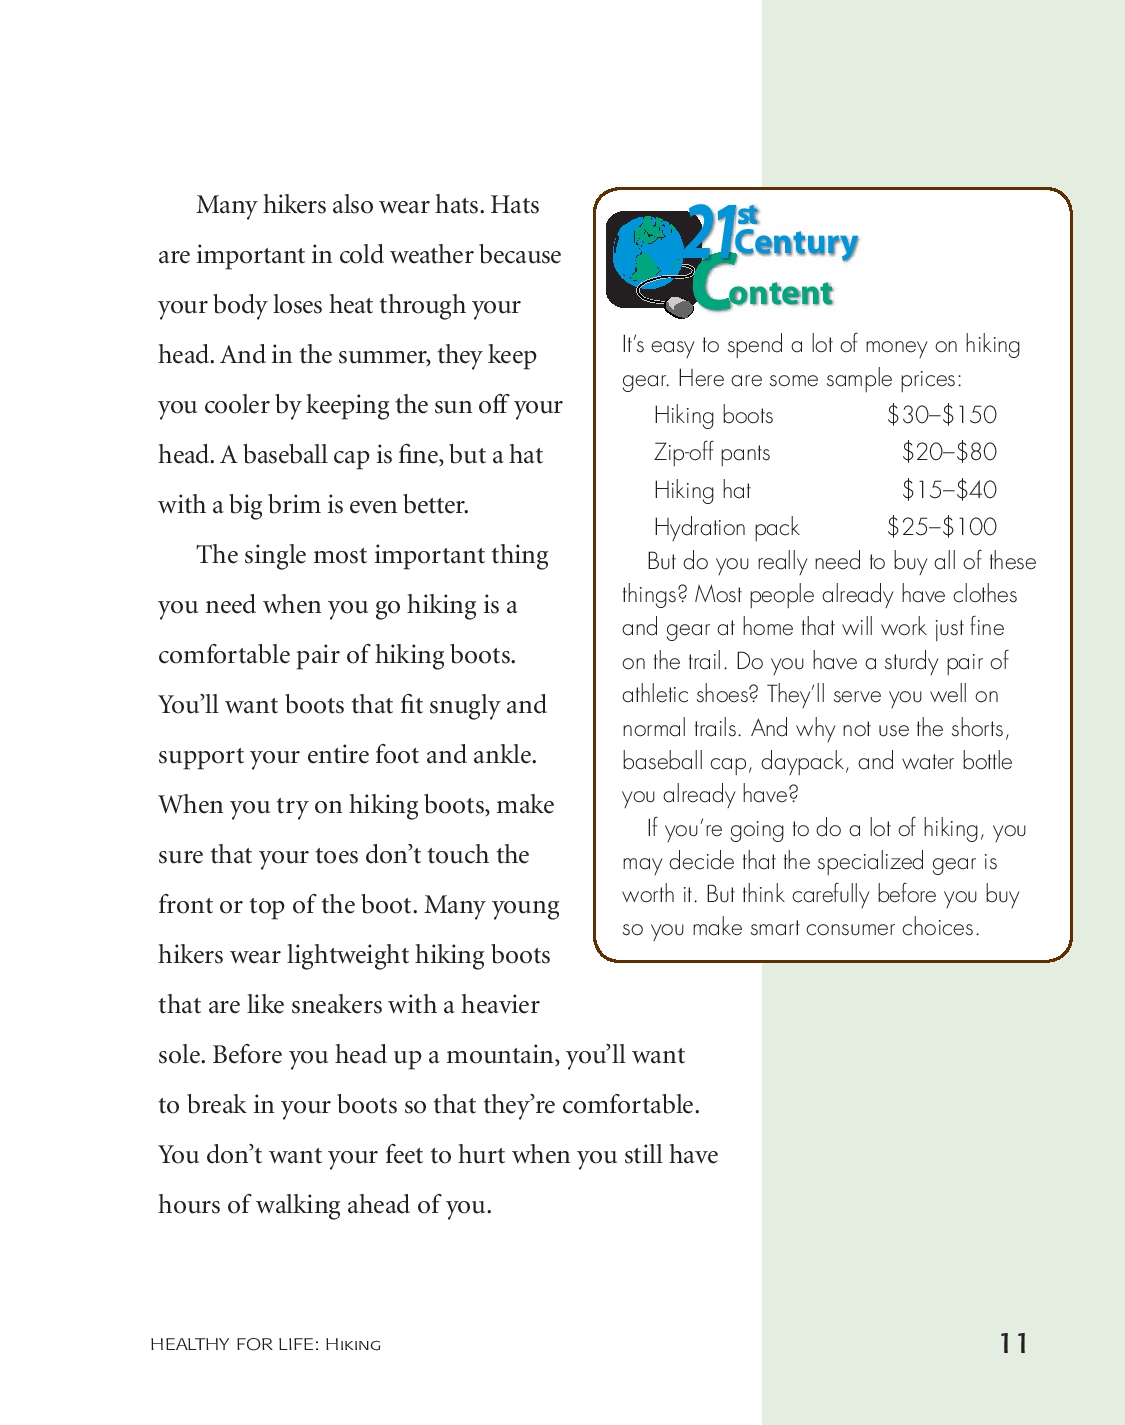 Many hikers also wear hats. Hats
are important in cold weather because
your body loses heat through your
head. And in the summer, they keep
you cooler by keeping the sun off your
head. A baseball cap is fine, but a hat
with a big brim is even better.
The single most important thing
you need when you go hiking is a
comfortable pair of hiking boots.
You’ll want boots that fit snugly and
support your entire foot and ankle.
When you try on hiking boots, make
sure that your toes don’t touch the
front or top of the boot. Many young
hikers wear lightweight hiking boots
that are like sneakers with a heavier
sole. Before you head up a mountain, you’ll want
to break in your boots so that they’re comfortable.
You don’t want your feet to hurt when you still have
hours of walking ahead of you.
21st Century
Content
It’s easy to spend a lot of money on hiking
gear. Here are some sample prices:
Hiking boots $30–$150
Zip-off pants $20–$80
Hiking hat $15–$40
Hydration pack $25–$100
But do you really need to buy all of these
things? Most people already have clothes
and gear at home that will work just fine
on the trail. Do you have a sturdy pair of
athletic shoes? They’ll serve you well on
normal trails. And why not use the shorts,
baseball cap, daypack, and water bottle
you already have?
If you’re going to do a lot of hiking, you
may decide that the specialized gear is
worth it. But think carefully before you buy
so you make smart consumer choices.
HEALTHY FOR LIFE: HIKING 11